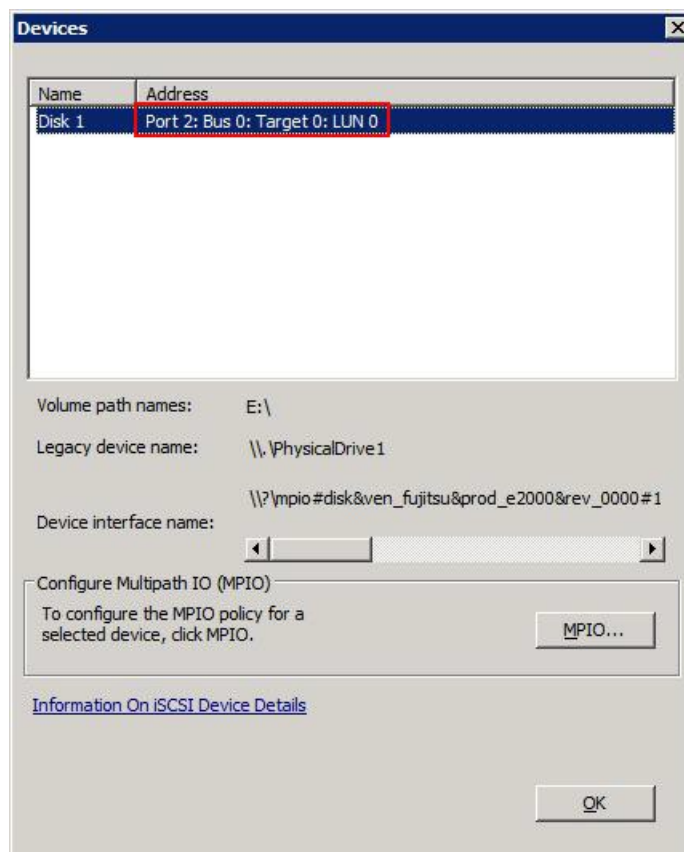 Devices
Name Address
Disk 1 Port 2: Bus 0: Target 0: LUN 0
Volume path names: E:\
Legacy device name: \\.\PhysicalDrive1
\\?\mpio#disk&ven_fujitsu&prod_e2000&rev_0000#1
Device interface name:
Configure Multipath IO (MPIO)
To configure the MPIO policy for a
selected device, click MPIO.
MPIO...
Information On iSCSI Device Details
OK